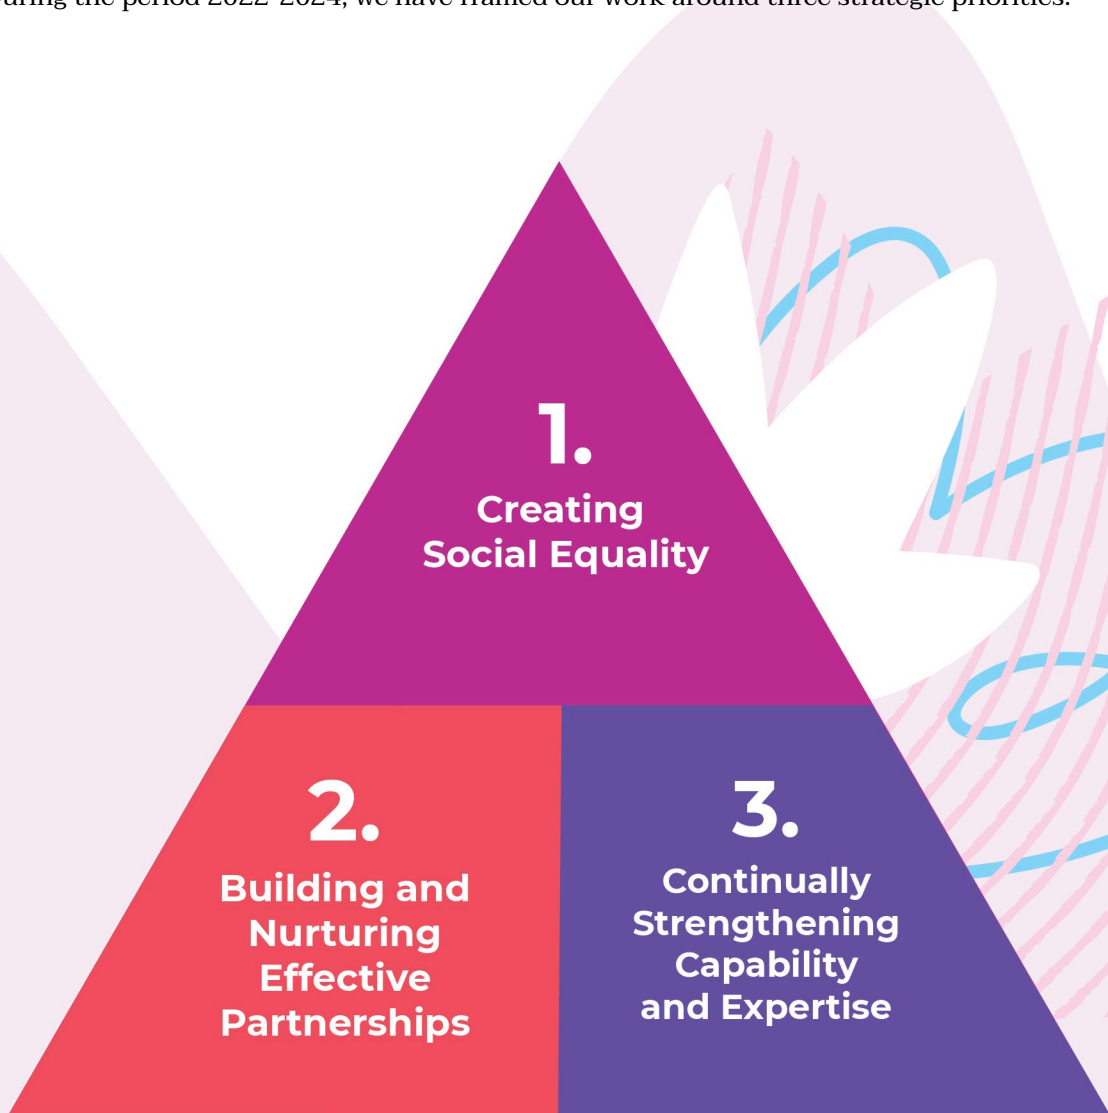 the period 2022-2024, we have framed our work around three strategic priorities:
1.
Creating
Social Equality
2.
Building and
Nurturing
Effective
Partnerships
3.
Continually
Strengthening
Capability
and Expertise